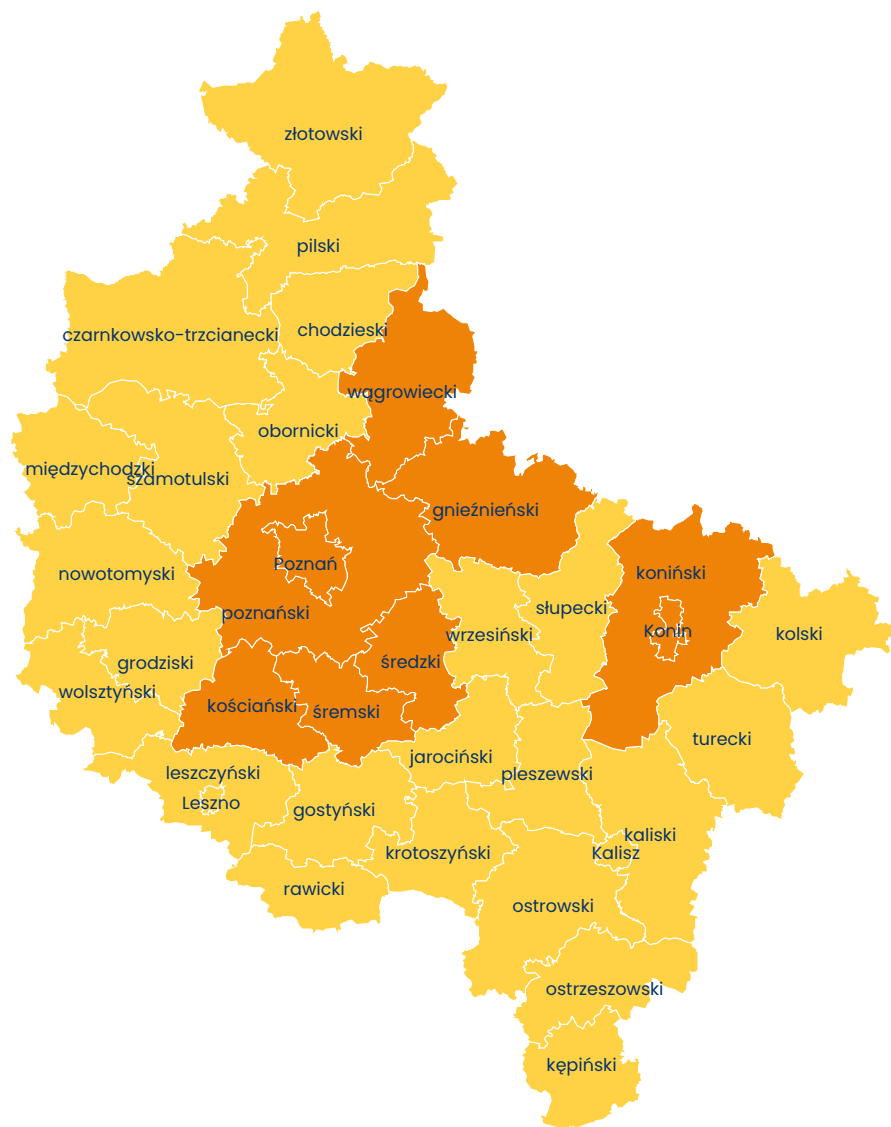 złotowski
pilski
chodzieski
czarnkowsko-trzcianecki
wągrowiecki
obornicki
międzychodzki
szamotulski
gnieźnieński
Poznań
nowotomyski
koniński
słupecki
poznański
Konin
wrzesiński
kolski
grodziski
średzki
wolsztyński
kościański
śremski
turecki
jarociński
leszczyński
pleszewski
Leszno
gostyński
kaliski
krotoszyński
Kalisz
rawicki
ostrowski
ostrzeszowski
kępiński